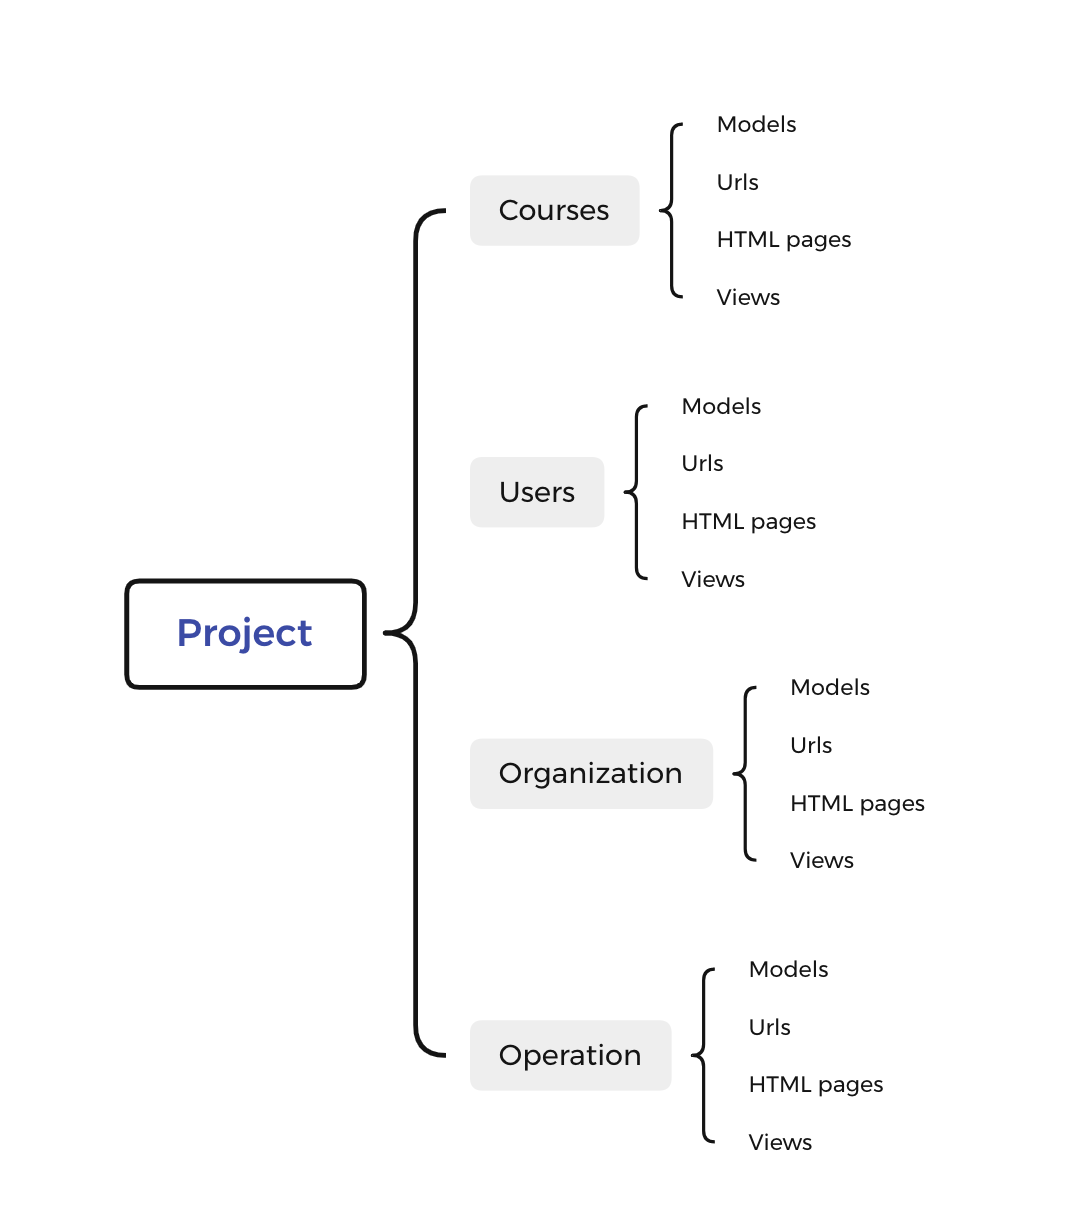 Project
Courses
Models
Urls
HTML pages
Views
Users
Models
Urls
HTML pages
Views
Organization
Models
Urls
HTML pages
Views
Operation
Models
Urls
HTML pages
Views